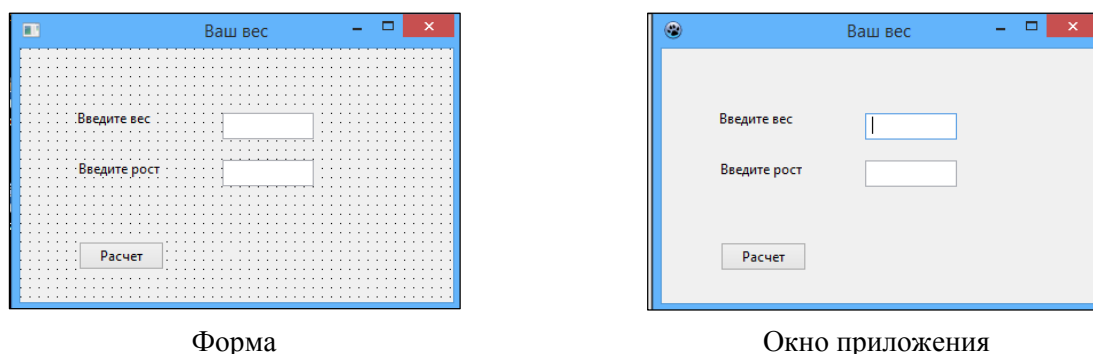 Ваш вес
Введите вес
Введите рост
Расчет
Форма
Ваш вес
Введите вес
Введите рост
Расчет
Окно приложения